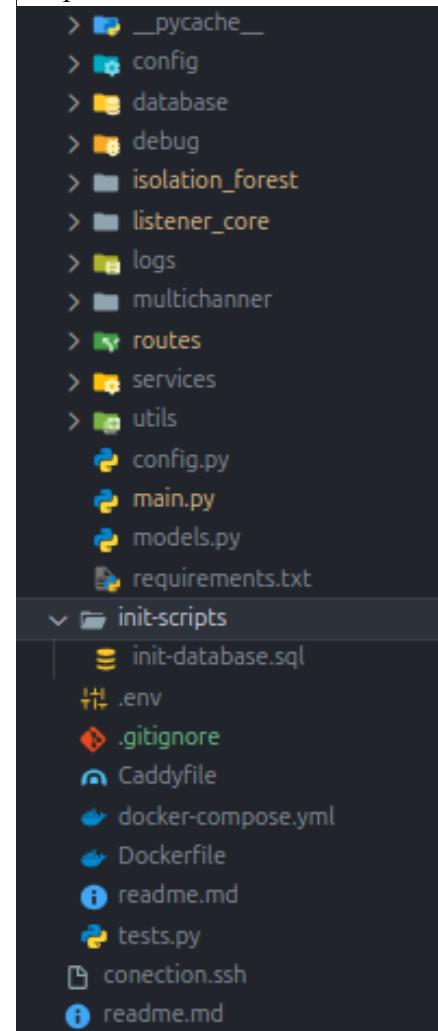 __pycache__
config
database
debug
isolation_forest
listener_core
logs
multichanner
routes
services
utils
config.py
main.py
models.py
requirements.txt
init-scripts
init-database.sql
.env
.gitignore
Caddyfile
docker-compose.yml
Dockerfile
readme.md
tests.py
conection.ssh
readme.md